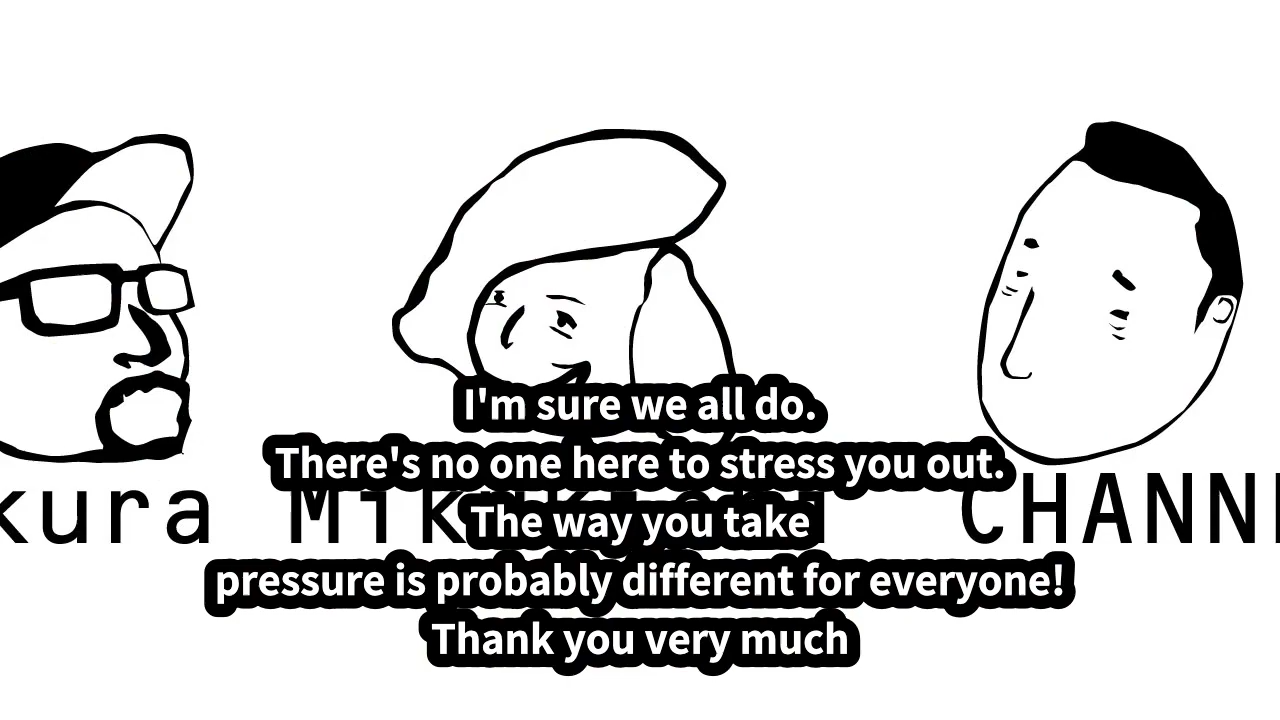 I'm sure we all do.
There's no one here to stress you out.
The way you take
pressure is probably different for everyone!
Thank you very much
kura Mik CHANN